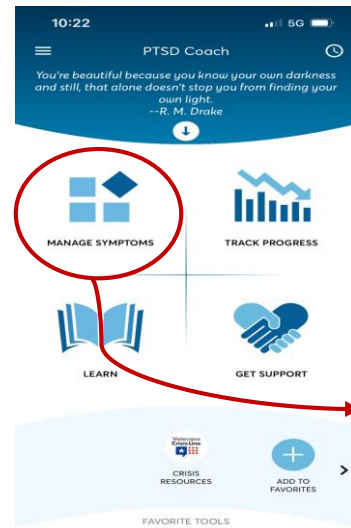 10:22
5G
PTSD Coach
You're beautiful because you know your own darkness
and still, that alone doesn't stop you from finding your
own light.
--R. M. Drake
MANAGE SYMPTOMS
TRACK PROGRESS
LEARN
GET SUPPORT
Veterans
Crisis Line
CRISIS
RESOURCES
ADD TO
FAVORITES
FAVORITE TOOLS